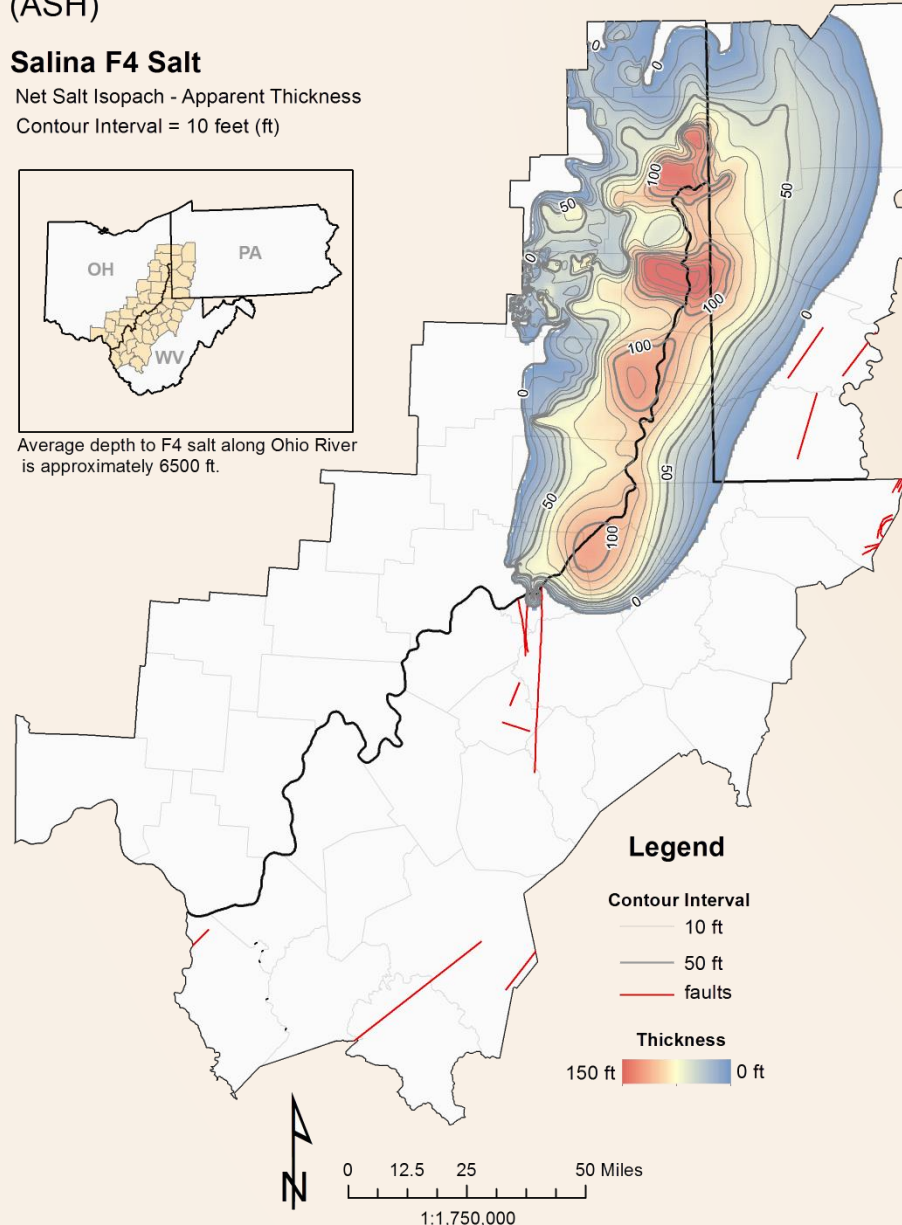 (ASH)
Salina F4 Salt
Net Salt Isopach - Apparent Thickness
Contour Interval = 10 feet (ft)
OH
PA
WV
Average depth to F4 salt along Ohio River
is approximately 6500 ft.
0
0
100
50
50
0
100
0
100
0
50
50
100
0
Legend
Contour Interval
10 ft
50 ft
faults
Thickness
150 ft
0 ft
N
0 12.5 25 50 Miles
1:1,750,000